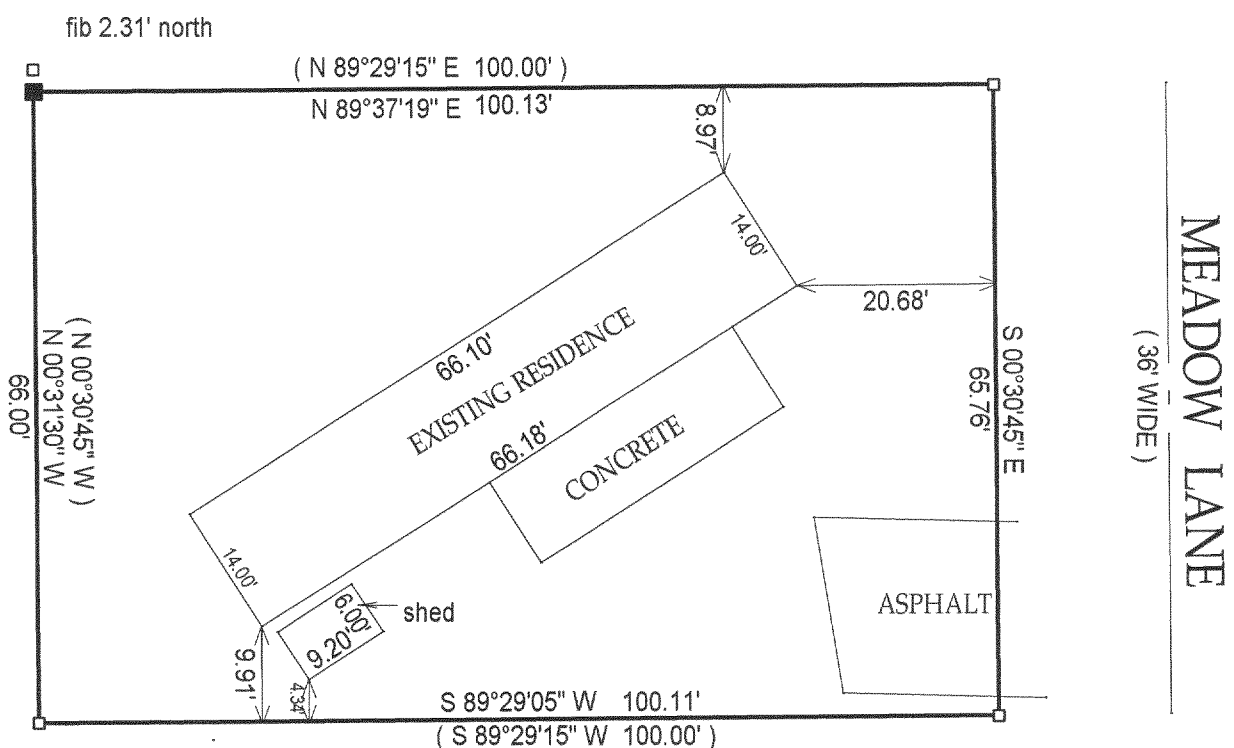 fib 2.31' north
( N 89°29'15" E 100.00' )
N 89°37'19" E 100.13'
8.97'
14.00'
20.68'
66.10'
EXISTING RESIDENCE
66.18'
CONCRETE
( N 00°30'45" W )
N 00°31'30" W
66.00'
S 00°30'45" E
65.76'
( 36' WIDE )
MEADOW LANE
14.00'
6.00'
shed
9.20'
ASPHALT
9.91'
4.34'
S 89°29'05" W 100.11'
( S 89°29'15" W 100.00' )